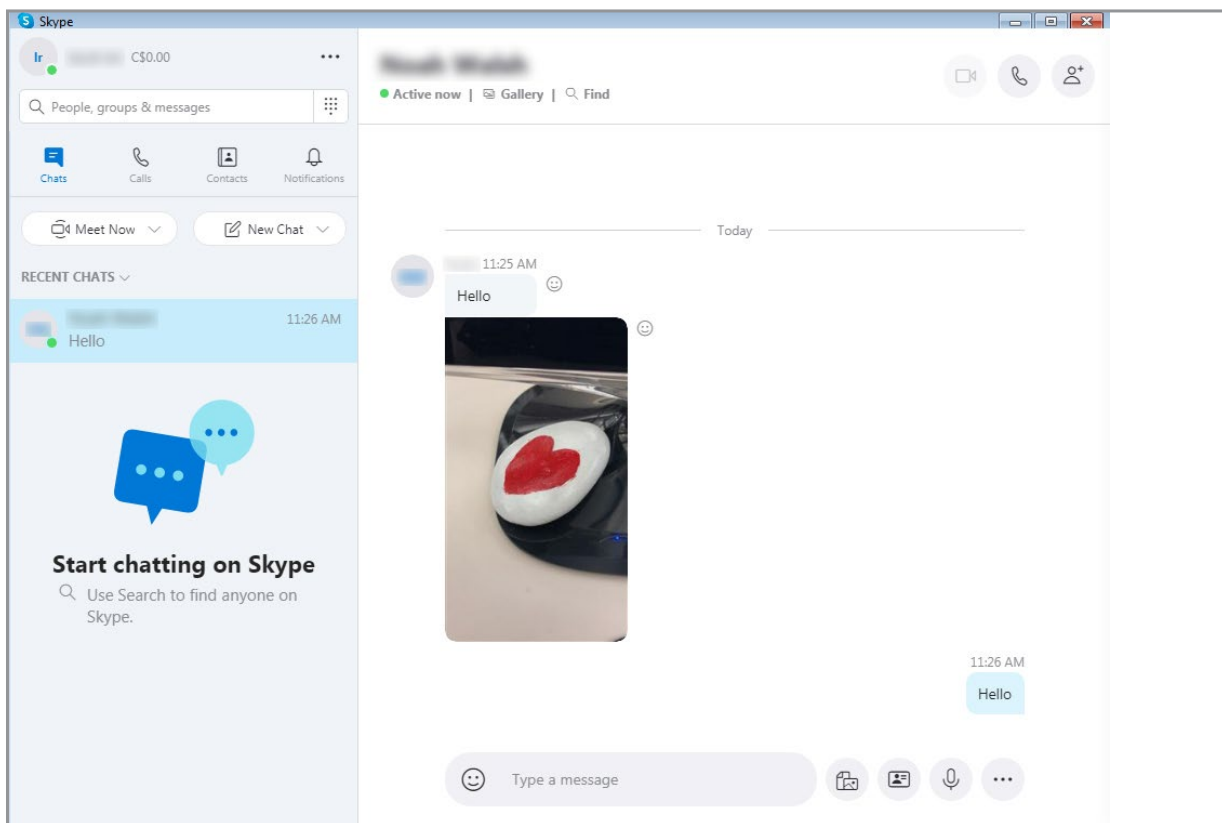 Skype
Ir
C$0.00
People, groups & messages
Chats
Calls
Contacts
Notifications
Meet Now
New Chat
RECENT CHATS
11:26 AM
Hello
Start chatting on Skype
Use Search to find anyone on
Skype.
Active now | Gallery | Find
Today
11:25 AM
Hello
11:26 AM
Hello
Type a message